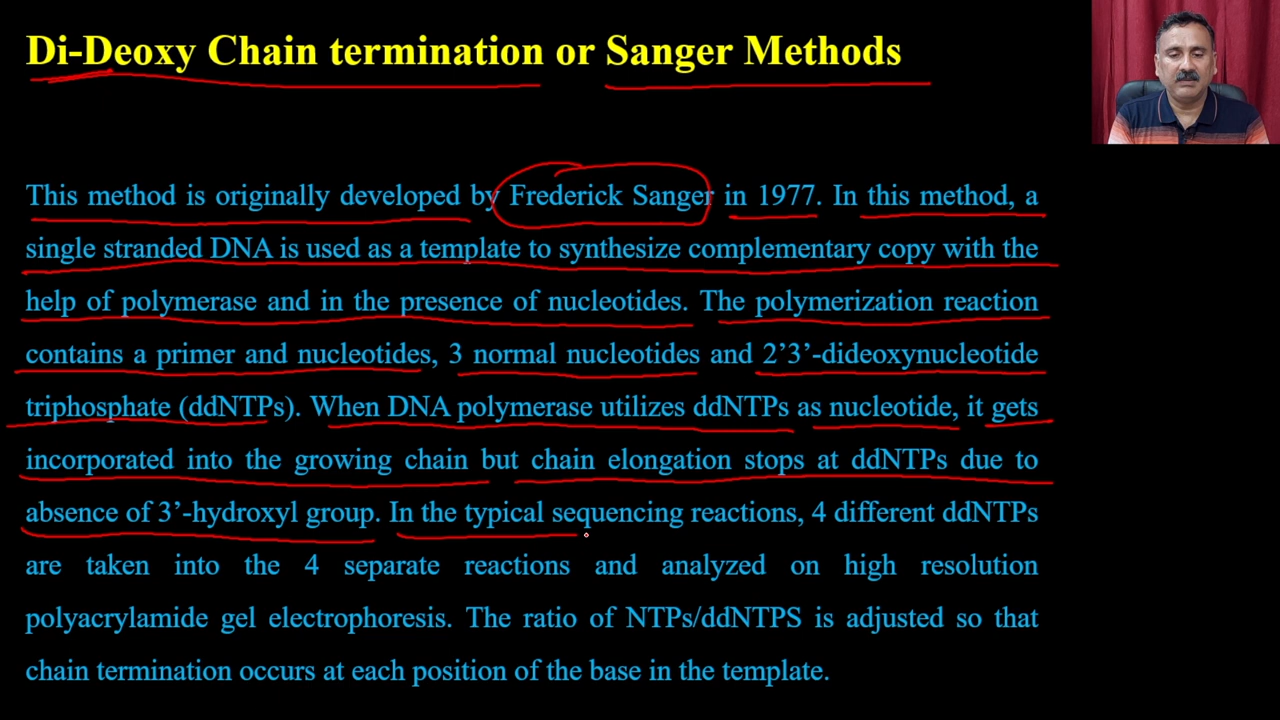 Di-Deoxy Chain termination or Sanger Methods
This method is originally developed by Frederick Sanger in 1977. In this method, a
single stranded DNA is used as a template to synthesize complementary copy with the
help of polymerase and in the presence of nucleotides. The polymerization reaction
contains a primer and nucleotides, 3 normal nucleotides and 2’3’-dideoxynucleotide
triphosphate (ddNTPs). When DNA polymerase utilizes ddNTPs as nucleotide, it gets
incorporated into the growing chain but chain elongation stops at ddNTPs due to
absence of 3’-hydroxyl group. In the typical sequencing reactions, 4 different ddNTPs
are taken into the 4 separate reactions and analyzed on high resolution
polyacrylamide gel electrophoresis. The ratio of NTPs/ddNTPS is adjusted so that
chain termination occurs at each position of the base in the template.